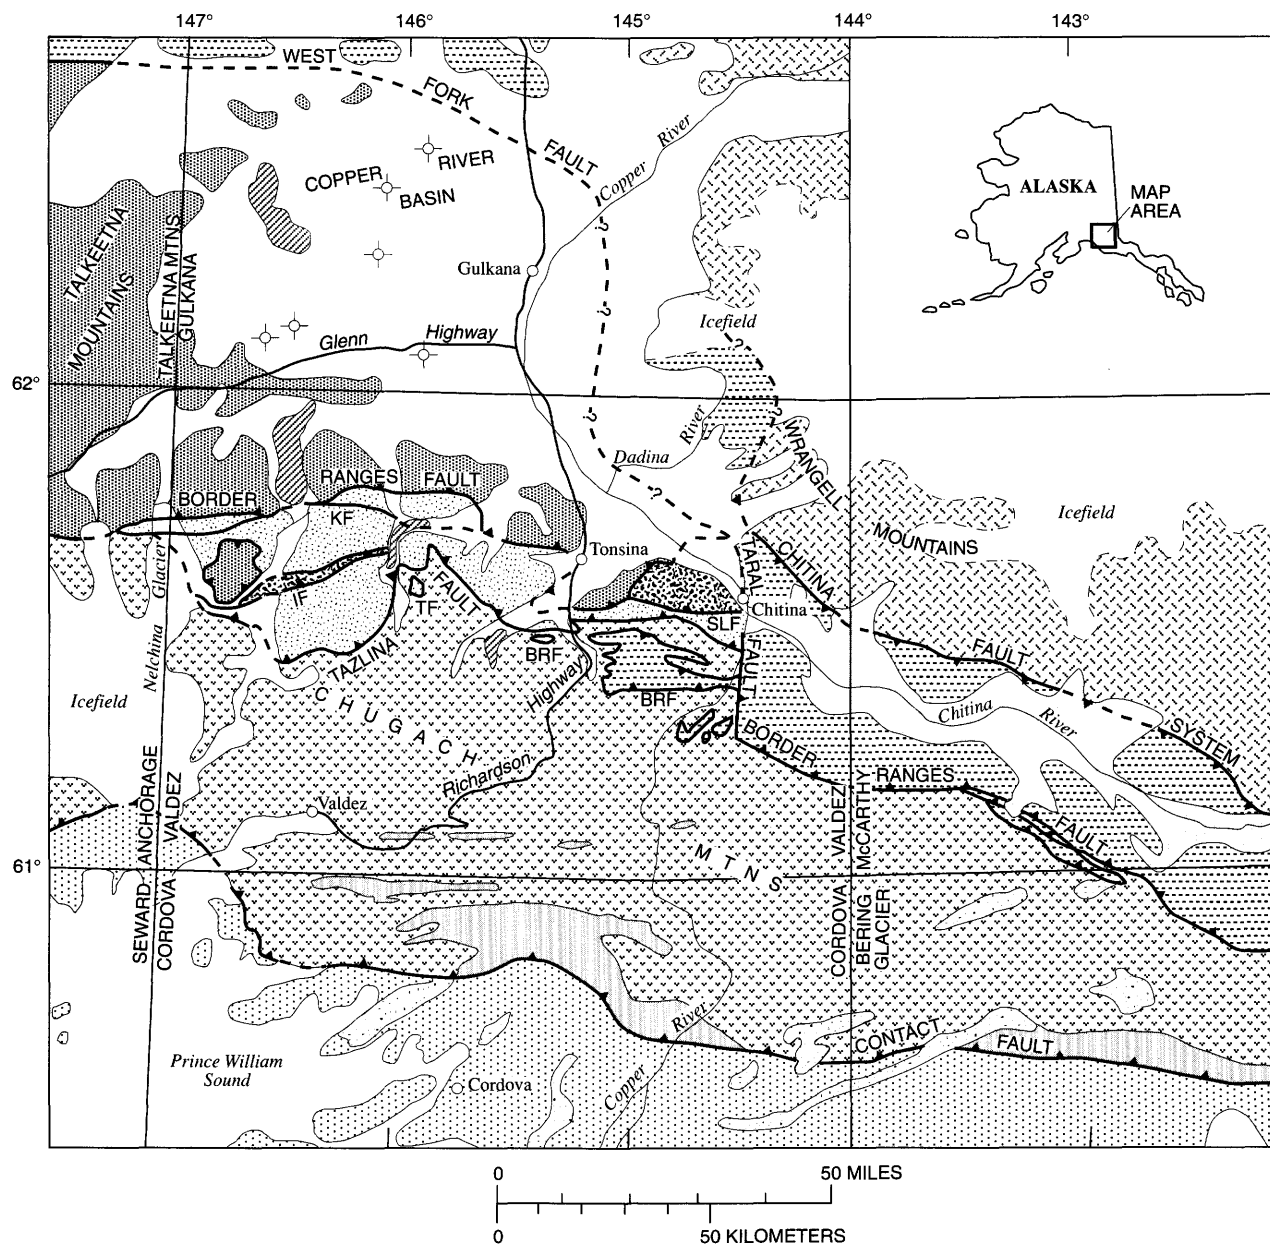 147°
146°
145°
144°
143°
WEST
FORK
FAULT
COPPER
RIVER
BASIN
Copper
River
ALASKA
MAP
AREA
TALKEETNA
MOUNTAINS
TALKEETNA MTNS
GULKANA
Gulkana
Glenn
Highway
Icefield
?
?
?
?
?
?
62°
Dadina
River
WRANGELL
MOUNTAINS
Icefield
BORDER
RANGES
FAULT
KF
Tonsina
Nelchina
Glacier
IF
TF
FAULT
TAZLINA
TARAL
FAULT
CHITINA
Chitina
SLF
BRF
BRF
FAULT
SYSTEM
Chitina
River
Icefield
CHUGACH
Richardson
Highway
BORDER
RANGES
FAULT
ANCHORAGE
VALDEZ
Valdez
VALDEZ
McCARTHY
61°
MTNS
SEWARD
CORDOVA
CORDOVA
BERING
GLACIER
River
Copper
CONTACT
FAULT
Prince William
Sound
Cordova
0
50 MILES
0
50 KILOMETERS